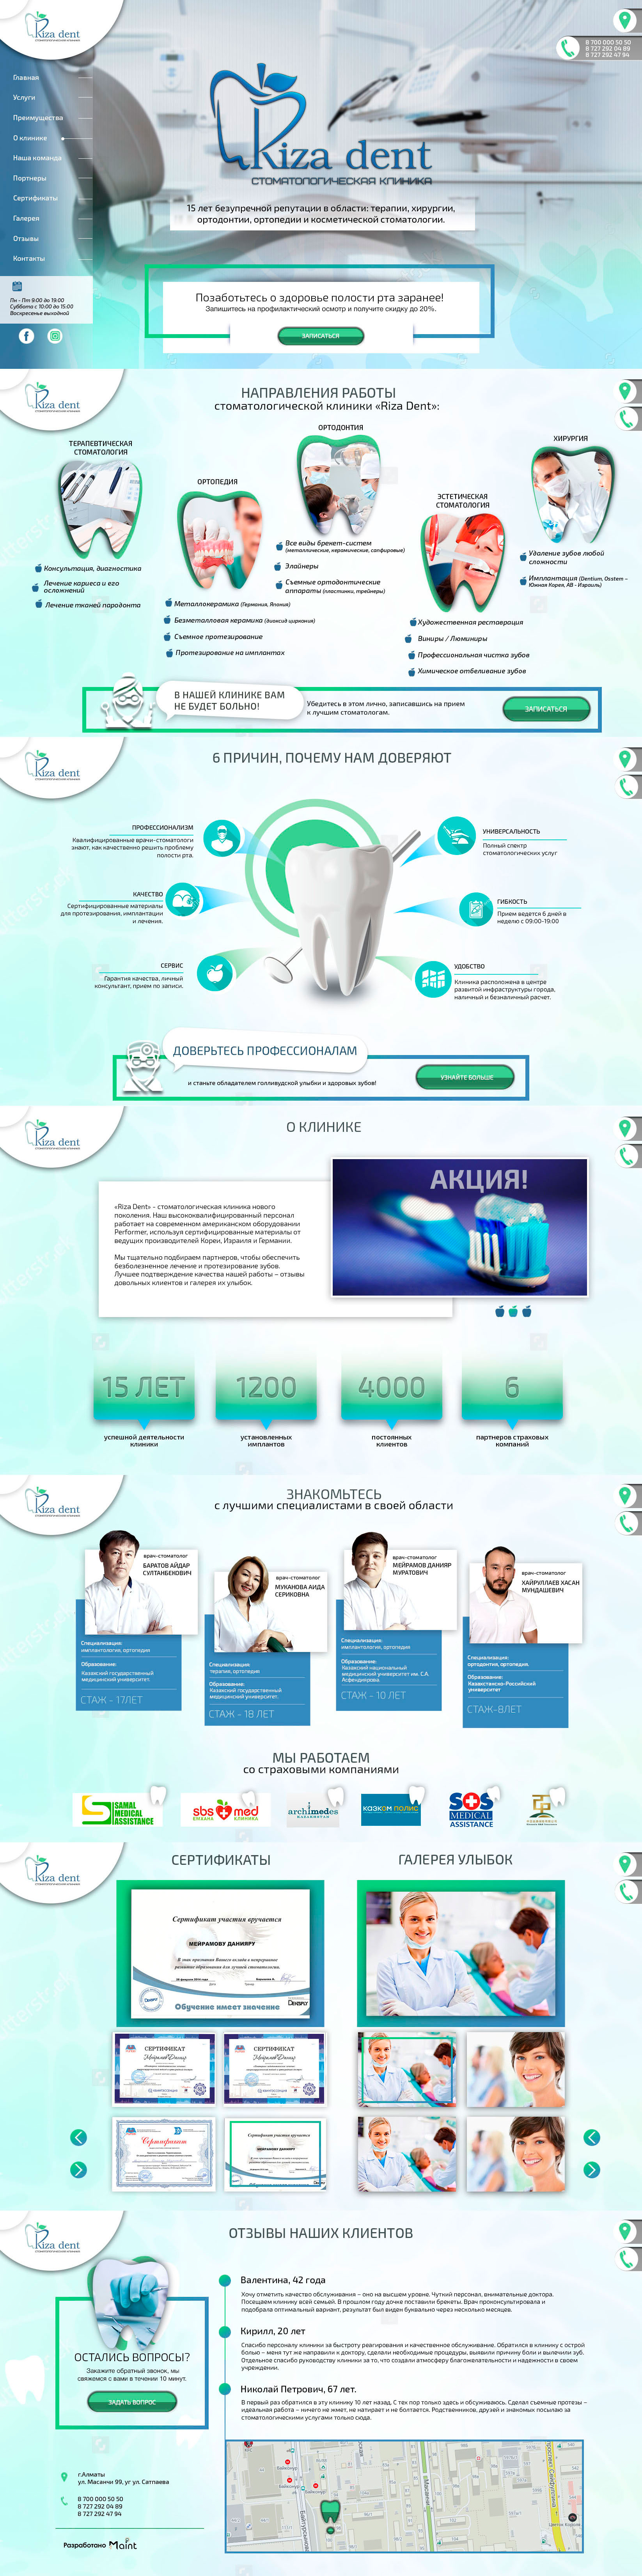 Riza dent
СТОМАТОЛОГИЧЕСКАЯ КЛИНИКА
8 700 000 50 50
8 727 292 04 89
8 727 292 47 94
Главная
Услуги
Преимущества
О клинике
Наша команда
Партнеры
Сертификаты
Галерея
Отзывы
Контакты
Пн - Пт 9:00 до 19:00
Суббота с 10:00 до 15:00
Воскресенье выходной
Riza dent
СТОМАТОЛОГИЧЕСКАЯ КЛИНИКА
15 лет безупречной репутации в области: терапии, хирургии,
ортодонтии, ортопедии и косметической стоматологии.
Позаботьтесь о здоровье полости рта заранее!
Запишитесь на профилактический осмотр и получите скидку до 20%.
ЗАПИСАТЬСЯ
Riza dent
НАПРАВЛЕНИЯ РАБОТЫ
стоматологической клиники «Riza Dent»:
ТЕРАПЕВТИЧЕСКАЯ
СТОМАТОЛОГИЯ
Консультация, диагностика
Лечение кариеса и его
осложнений
Лечение тканей пародонта
ОРТОПЕДИЯ
Металлокерамика (Германия, Япония)
Безметалловая керамика (диоксид циркония)
Съемное протезирование
Протезирование на имплантах
ОРТОДОНТИЯ
Все виды брекет-систем
(металлические, керамические, сапфировые)
Элайнеры
Съемные ортодонтические
аппараты (пластинки, трейнеры)
ЭСТЕТИЧЕСКАЯ
СТОМАТОЛОГИЯ
Художественная реставрация
Виниры / Люминиры
Профессиональная чистка зубов
Химическое отбеливание зубов
ХИРУРГИЯ
Удаление зубов любой
сложности
Имплантация (Dentium, Osstem –
Южная Корея, AB - Израиль)
В НАШЕЙ КЛИНИКЕ ВАМ
НЕ БУДЕТ БОЛЬНО!
Убедитесь в этом лично, записавшись на прием
к лучшим стоматологам.
ЗАПИСАТЬСЯ
Riza dent
6 ПРИЧИН, ПОЧЕМУ НАМ ДОВЕРЯЮТ
ПРОФЕССИОНАЛИЗМ
Квалифицированные врачи-стоматологи
знают, как качественно решить проблему
полости рта.
КАЧЕСТВО
Сертифицированные материалы
для протезирования, имплантации
и лечения.
СЕРВИС
Гарантия качества, личный
консультант, прием по записи.
УНИВЕРСАЛЬНОСТЬ
Полный спектр
стоматологических услуг
ГИБКОСТЬ
Прием ведется 6 дней в
неделю с 09:00-19:00
УДОБСТВО
Клиника расположена в центре
развитой инфраструктуры города,
наличный и безналичный расчет.
ДОВЕРЬТЕСЬ ПРОФЕССИОНАЛАМ
и станьте обладателем голливудской улыбки и здоровых зубов!
УЗНАЙТЕ БОЛЬШЕ
Riza dent
О КЛИНИКЕ
«Riza Dent» - стоматологическая клиника нового
поколения. Наш высококвалифицированный персонал
работает на современном американском оборудовании
Performer, используя сертифицированные материалы от
ведущих производителей Кореи, Израиля и Германии.
Мы тщательно подбираем партнеров, чтобы обеспечить
безболезненное лечение и протезирование зубов.
Лучшее подтверждение качества нашей работы – отзывы
довольных клиентов и галерея их улыбок.
АКЦИЯ!
15 ЛЕТ
успешной деятельности
клиники
1200
установленных
имплантов
4000
постоянных
клиентов
6
партнеров страховых
компаний
Riza dent
ЗНАКОМЬТЕСЬ
с лучшими специалистами в своей области
врач-стоматолог
БАРАТОВ АЙДАР
СУЛТАНБЕКОВИЧ
Специализация:
имплантология, ортопедия
Образование:
Казахский государственный
медицинский университет.
СТАЖ - 17ЛЕТ
врач-стоматолог
МУКАНОВА АИДА
СЕРИКОВНА
Специализация:
терапия, ортопедия
Образование:
Казахский государственный
медицинский университет.
СТАЖ - 18 ЛЕТ
врач-стоматолог
МЕЙРАМОВ ДАНИЯР
МУРАТОВИЧ
Специализация:
имплантология, ортопедия
Образование:
Казахский национальный
медицинский университет им. С.А.
Асфендиярова
СТАЖ - 10 ЛЕТ
врач-стоматолог
ХАЙРУЛЛАЕВ ХАСАН
МУНДАШЕВИЧ
Специализация:
ортодонтия, ортопедия.
Образование:
Казахстанско-Российский
университет
СТАЖ-8ЛЕТ
МЫ РАБОТАЕМ
со страховыми компаниями
SAMAL
MEDICAL
ASSISTANCE
sbs med
ЕМХАНА КЛИНИКА
archimedes
КАЗКОМ ПОЛИС
SOS
MEDICAL
ASSISTANCE
Riza dent
СЕРТИФИКАТЫ
Сертификат участия вручается
МЕЙРАМОВУ ДАНИЯРУ
Обучение имеет значение
DENTSPLY
СЕРТИФИКАТ
СЕРТИФИКАТ
Сертификат
Сертификат участия вручается
МЕЙРАМОВУ ДАНИЯРУ
ГАЛЕРЕЯ УЛЫБОК
Riza dent
ОТЗЫВЫ НАШИХ КЛИЕНТОВ
Валентина, 42 года
Хочу отметить качество обслуживания – оно на высшем уровне. Чуткий персонал, внимательные доктора.
Посещаем клинику всей семьей. В прошлом году дочке поставили брекеты. Врач проконсультировала и
подобрала оптимальный вариант, результат был виден буквально через несколько месяцев.
Кирилл, 20 лет
Спасибо персоналу клиники за быстроту реагирования и качественное обслуживание. Обратился в клинику с острой
болью – меня тут же направили к доктору, сделали необходимые процедуры, выявили причину боли и вылечили зуб.
Отдельное спасибо руководству клиники за то, что создали атмосферу благожелательности и надежности в своем
учреждении.
Николай Петрович, 67 лет.
В первый раз обратился в эту клинику 10 лет назад. С тех пор только здесь и обслуживаюсь. Сделал съемные протезы –
идеальная работа – ничего не жмет, не натирает и не болтается. Родственников, друзей и знакомых посылаю за
стоматологическими услугами только сюда.
ОСТАЛИСЬ ВОПРОСЫ?
Закажите обратный звонок, мы
свяжемся с вами в течении 10 минут.
ЗАДАТЬ ВОПРОС
г.Алматы
ул. Масанчи 99, уг ул. Сатпаева
8 700 000 50 50
8 727 292 04 89
8 727 292 47 94
Разработано Maint